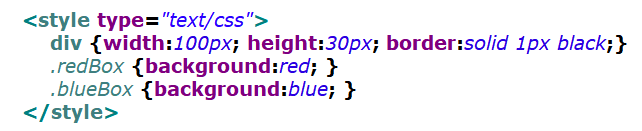 <style type="text/css">
div {width:100px; height:30px; border:solid 1px black;}
.redBox {background:red; }
.blueBox {background:blue; }
</style>